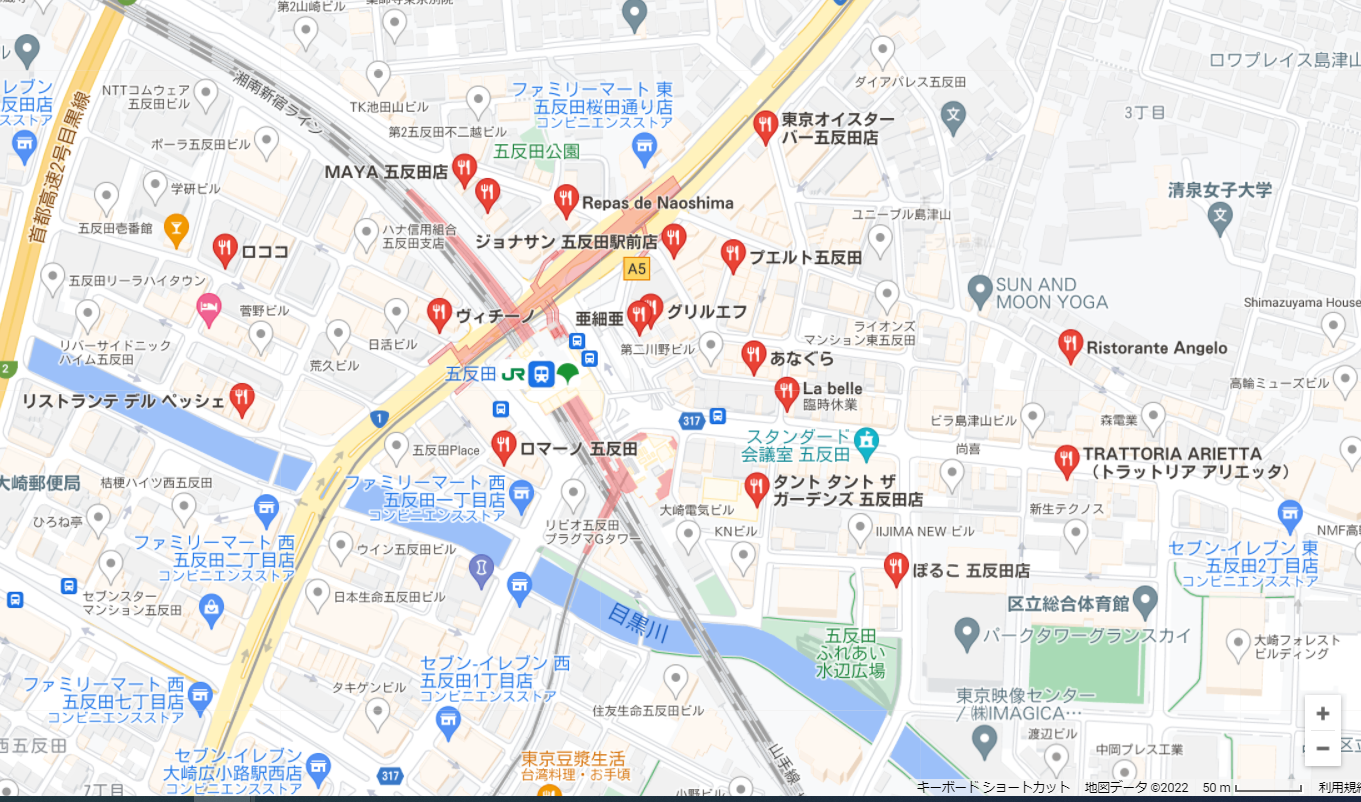 第2山崎ビル
湘南新宿ライン
NTTコムウェア
五反田ビル
TK池田山ビル
ファミリーマート 東
五反田桜田通り店
コンビニエンスストア
ダイアパレス五反田
ロワプレイス島津山
3丁目
レブン
反田店
スストア
首都高速2号目黒線
ポーラ五反田ビル
第2五反田不二越ビル
五反田公園
東京オイスター
バー五反田店
MAYA 五反田店
学研ビル
清泉女子大学
Repas de Naoshima
五反田壱番館
ロココ
ハナ信用組合
五反田支店
ジョナサン 五反田駅前店
ユニーブル島津山
プエルト五反田
A5
五反田リーラハイタウン
SUN AND
MOON YOGA
菅野ビル
ヴィチーノ
亜細亜
グリルエフ
Shimazuyama House
リバーサイドニック
ハイム五反田
日活ビル
荒久ビル
第二川野ビル
ライオンズ
マンション東五反田
あなぐら
Ristorante Angelo
2
五反田
JR
La belle
臨時休業
高輪ミューズビル
リストランテ デル ペッシェ
1
317
ビラ島津山ビル
森電業
五反田Place
ロマーノ 五反田
スタンダード
会議室 五反田
尚喜
TRATTORIA ARIETTA
(トラットリア アリエッタ)
大崎郵便局
桔梗ハイツ西五反田
ファミリーマート 西
五反田一丁目店
コンビニエンスストア
タント タント ザ
ガーデンズ 五反田店
大崎電気ビル
新生テクノス
ひろね亭
リビオ五反田
プラグマGタワー
KNビル
IIJIMA NEW ビル
NMF高
ファミリーマート 西
五反田二丁目店
コンビニエンスストア
ウイン五反田ビル
セブン-イレブン 東
五反田2丁目店
コンビニエンスストア
ぽるこ 五反田店
セブンスター
マンション五反田
日本生命五反田ビル
区立総合体育館
目黒川
パークタワーグランスカイ
五反田
ふれあい
水辺広場
大崎フォレスト
ビルディング
セブン-イレブン 西
五反田1丁目店
コンビニエンスストア
ファミリーマート 西
五反田七丁目店
コンビニエンスストア
タキゲンビル
住友生命五反田ビル
東京映像センター
/ ㈱IMAGICA…
渡辺ビル
西五反田
セブン-イレブン
大崎広小路駅西店
コンビニエンスストア
317
東京豆漿生活
台湾料理・お手頃
山手線
中岡プレス工業
7丁目
小野ビル
キーボード ショートカット
地図データ ©2022
50 m
利用規